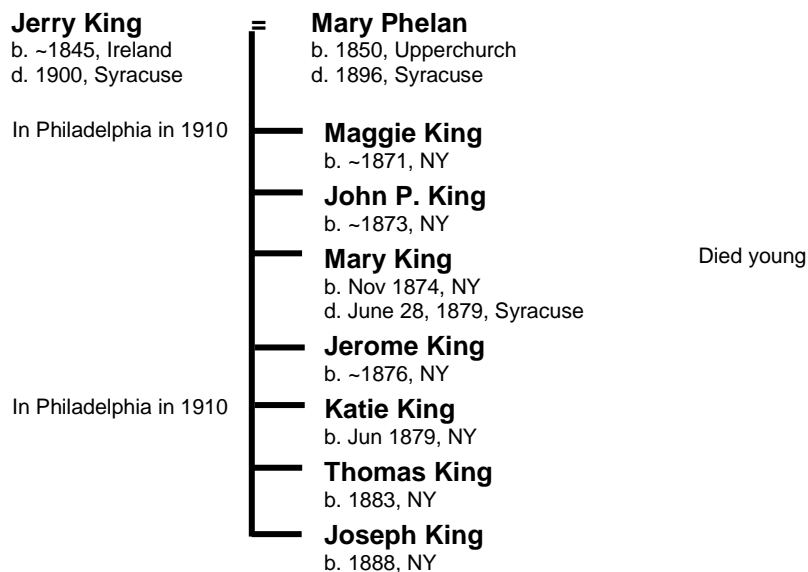 Jerry King = Mary Phelan
b. ~1845, Ireland b. 1850, Upperchurch
d. 1900, Syracuse d. 1896, Syracuse
In Philadelphia in 1910 Maggie King
b. ~1871, NY
John P. King
b. ~1873, NY
Mary King Died young
b. Nov 1874, NY
d. June 28, 1879, Syracuse
Jerome King
b. ~1876, NY
In Philadelphia in 1910 Katie King
b. Jun 1879, NY
Thomas King
b. 1883, NY
Joseph King
b. 1888, NY